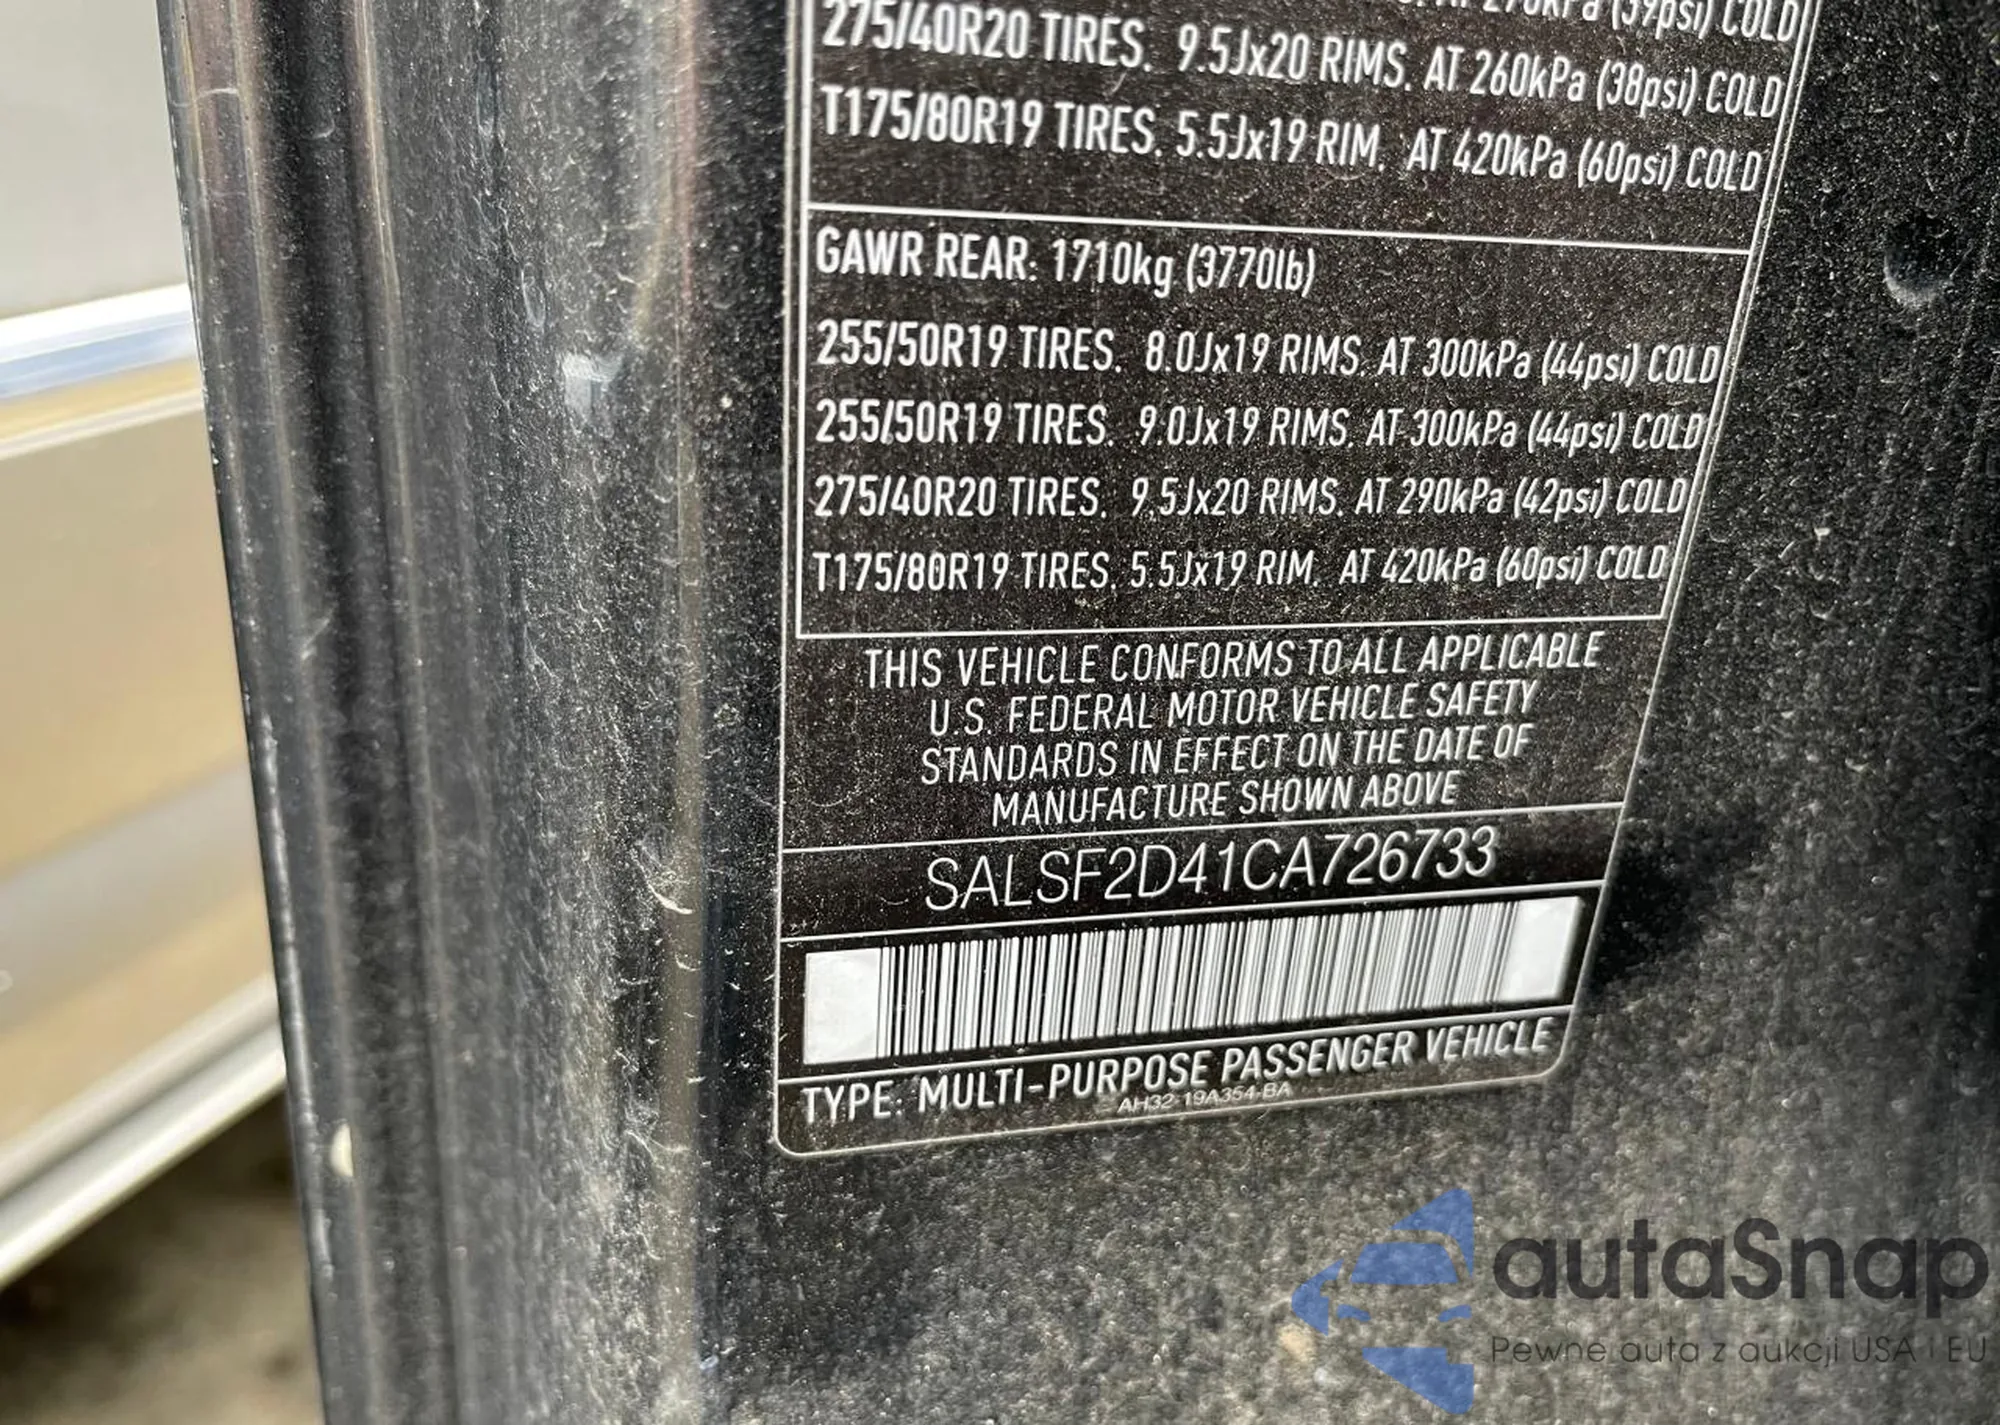 AT 270kPa (39psi) COLD
275/40R20 TIRES. 9.5Jx20 RIMS. AT 260kPa (38psi) COLD
T175/80R19 TIRES. 5.5Jx19 RIM. AT 420kPa (60psi) COLD
GAWR REAR: 1710kg (3770lb)
255/50R19 TIRES. 8.0Jx19 RIMS. AT 300kPa (44psi) COLD
255/50R19 TIRES. 9.0Jx19 RIMS. AT 300kPa (44psi) COLD
275/40R20 TIRES. 9.5Jx20 RIMS. AT 290kPa (42psi) COLD
T175/80R19 TIRES. 5.5Jx19 RIM. AT 420kPa (60psi) COLD
THIS VEHICLE CONFORMS TO ALL APPLICABLE
U.S. FEDERAL MOTOR VEHICLE SAFETY
STANDARDS IN EFFECT ON THE DATE OF
MANUFACTURE SHOWN ABOVE
SALSF2D41CA726733
TYPE: MULTI-PURPOSE PASSENGER VEHICLE
AH32-19A354-BA
autaSnap
Pewne auta z aukcji USA i EU